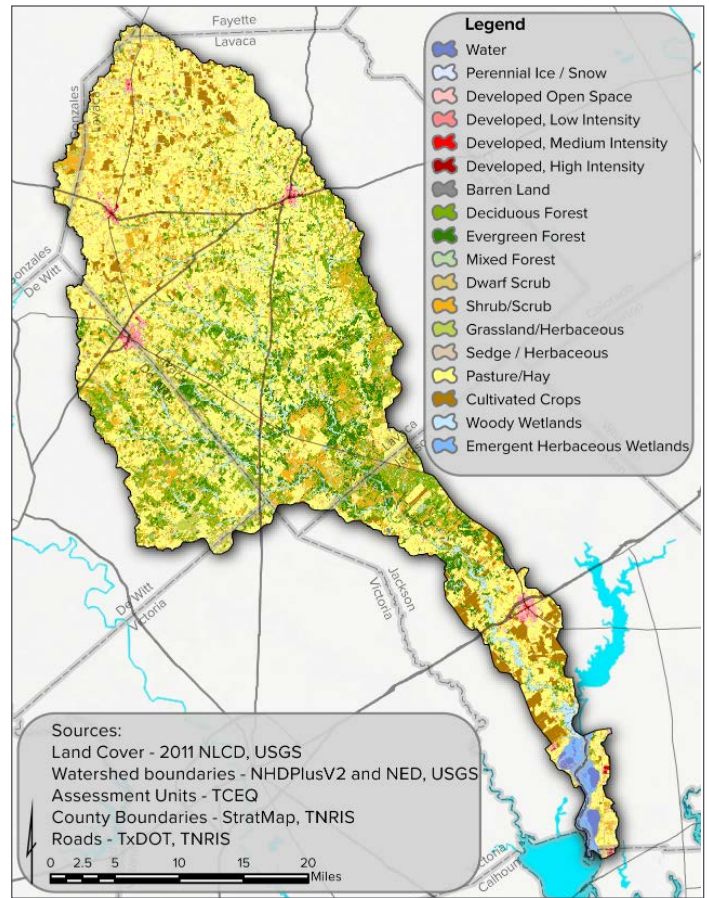 Fayette
Lavaca
Gonzales
Lavaca
Gonzales
De Witt
Lavaca
Jackson
Victoria
De Witt
Victoria
Victoria
Calhoun
Legend
Water
Perennial Ice / Snow
Developed Open Space
Developed, Low Intensity
Developed, Medium Intensity
Developed, High Intensity
Barren Land
Deciduous Forest
Evergreen Forest
Mixed Forest
Dwarf Scrub
Shrub/Scrub
Grassland/Herbaceous
Sedge / Herbaceous
Pasture/Hay
Cultivated Crops
Woody Wetlands
Emergent Herbaceous Wetlands
Sources:
Land Cover - 2011 NLCD, USGS
Watershed boundaries - NHDPlusV2 and NED, USGS
Assessment Units - TCEQ
County Boundaries - StratMap, TNRIS
Roads - TxDOT, TNRIS
0 2.5 5 10 15 20
Miles